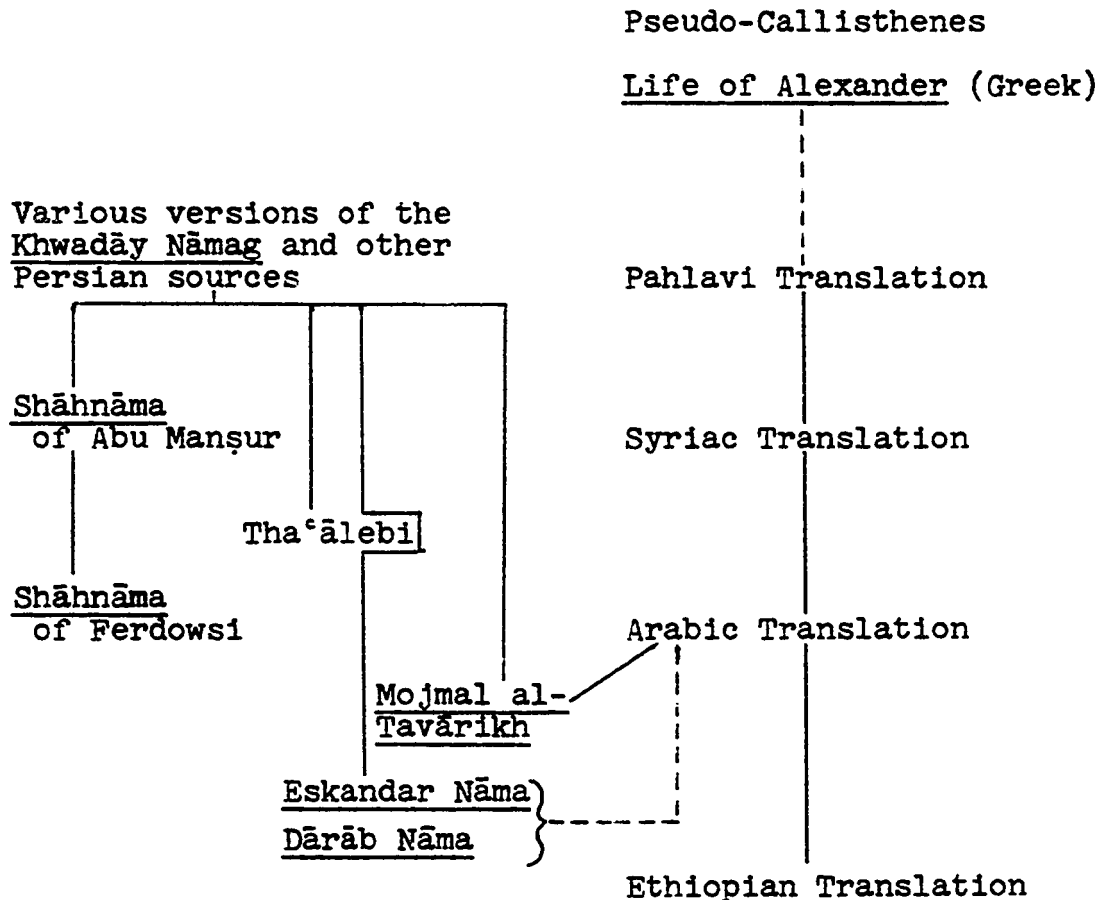 Pseudo-Callisthenes
Life of Alexander (Greek)
Various versions of the
Khwadāy Nāmag and other
Persian sources
Pahlavi Translation
Shāhnāma
of Abu Manṣur
Syriac Translation
Thaʿālebi
Shāhnāma
of Ferdowsi
Arabic Translation
Mojmal al-
Tavārikh
Eskandar Nāma
Dārāb Nāma
Ethiopian Translation